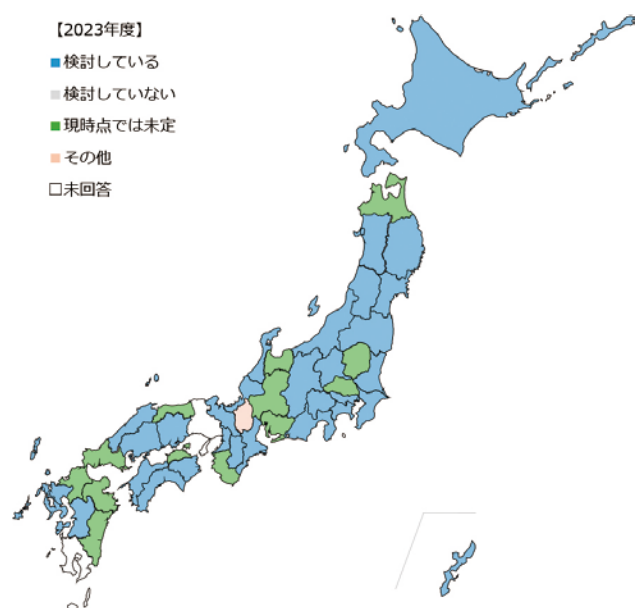 【2023年度】
■検討している
■検討していない
■現時点では未定
■その他
□未回答